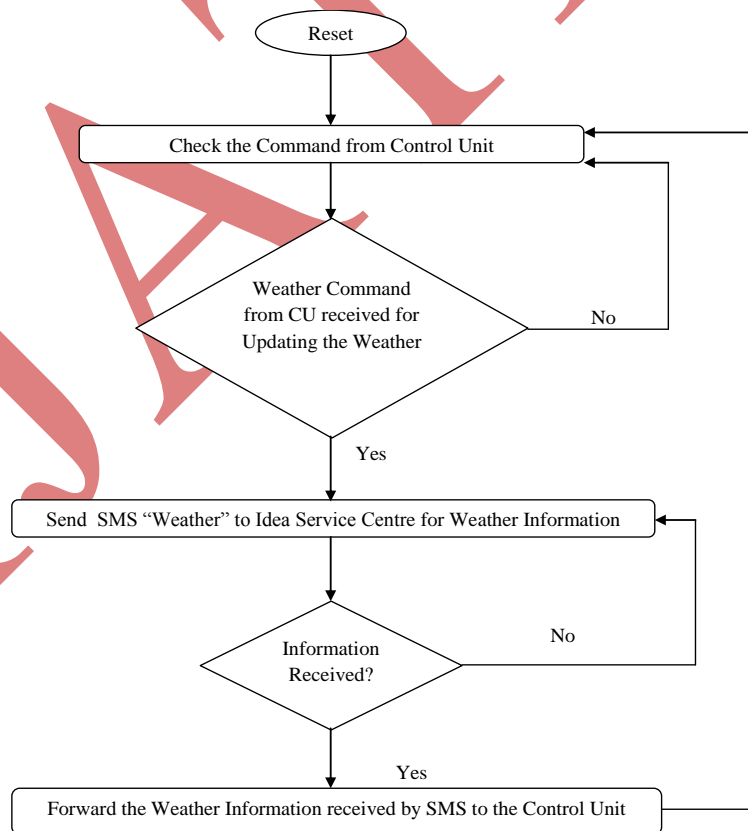 Reset
Check the Command from Control Unit
Weather Command
from CU received for
Updating the Weather
No
Yes
Send SMS “Weather” to Idea Service Centre for Weather Information
Information
Received?
No
Yes
Forward the Weather Information received by SMS to the Control Unit